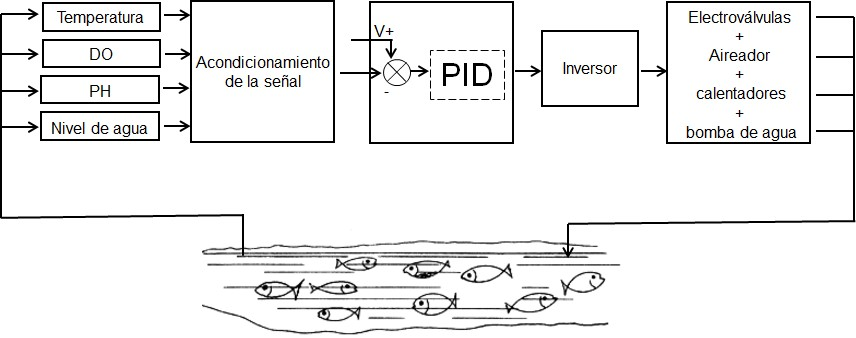 Temperatura
DO
PH
Nivel de agua
Acondicionamiento
de la señal
V+
-
PID
Inversor
Electroválvulas
+
Aireador
+
calentadores
+
bomba de agua